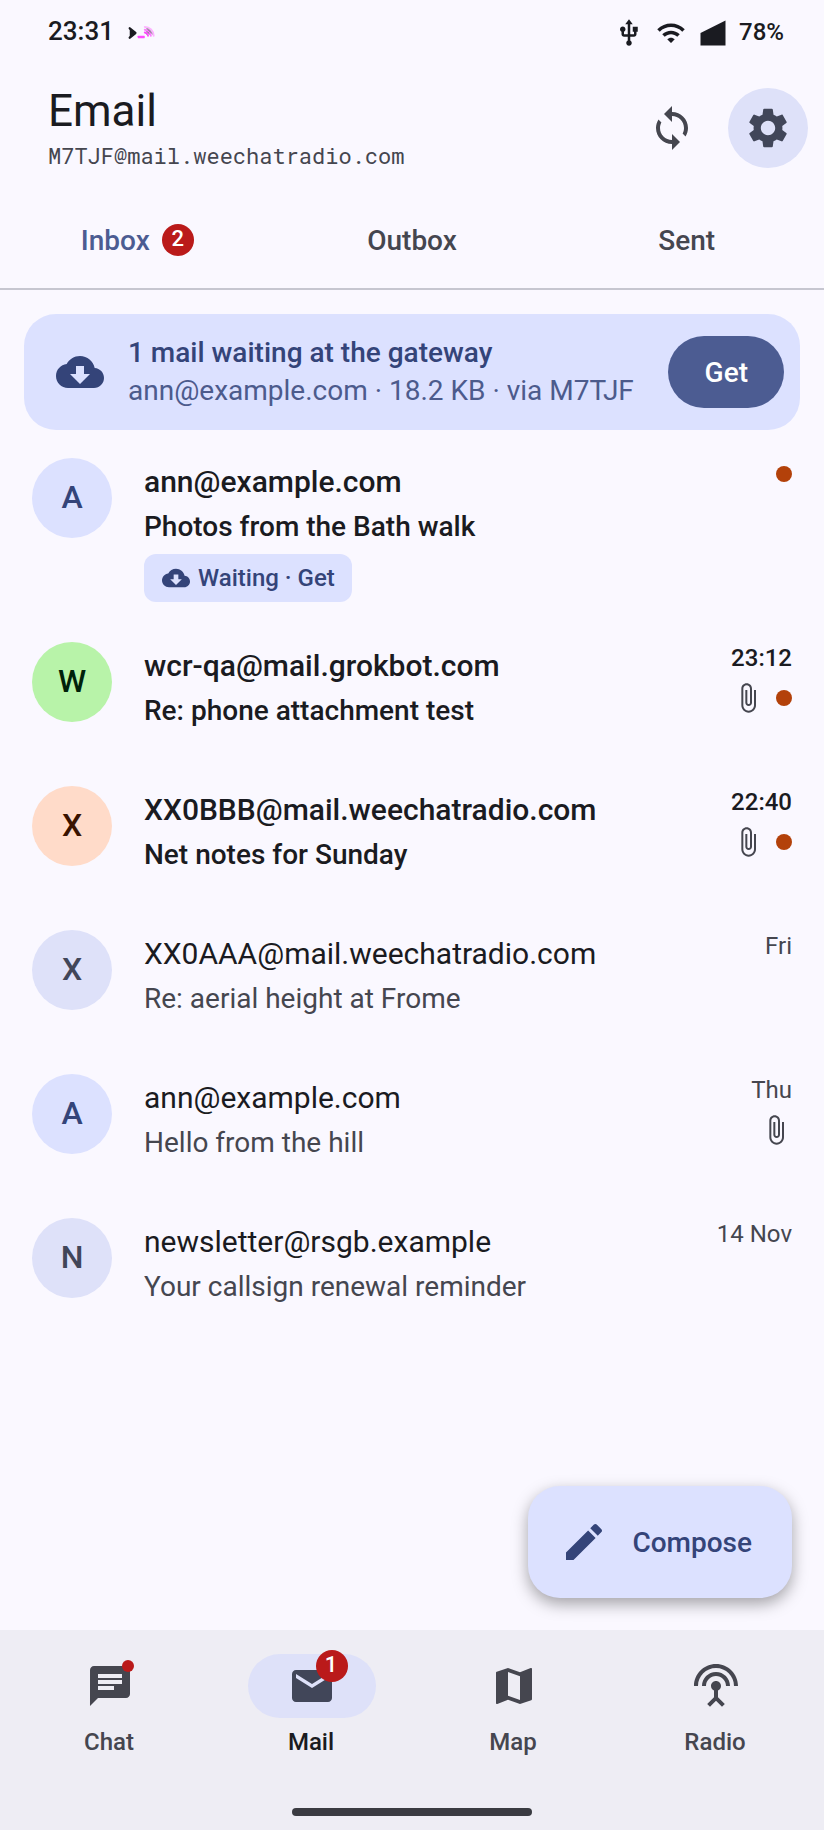 23:31
78%
Email
M7TJF@mail.weechatradio.com
Inbox 2
Outbox
Sent
1 mail waiting at the gateway
ann@example.com · 18.2 KB · via M7TJF
Get
A
ann@example.com
Photos from the Bath walk
Waiting · Get
W
wcr-qa@mail.grokbot.com
23:12
Re: phone attachment test
X
XX0BBB@mail.weechatradio.com
22:40
Net notes for Sunday
X
XX0AAA@mail.weechatradio.com
Fri
Re: aerial height at Frome
A
ann@example.com
Thu
Hello from the hill
N
newsletter@rsgb.example
14 Nov
Your callsign renewal reminder
Compose
1
Chat
Mail
Map
Radio